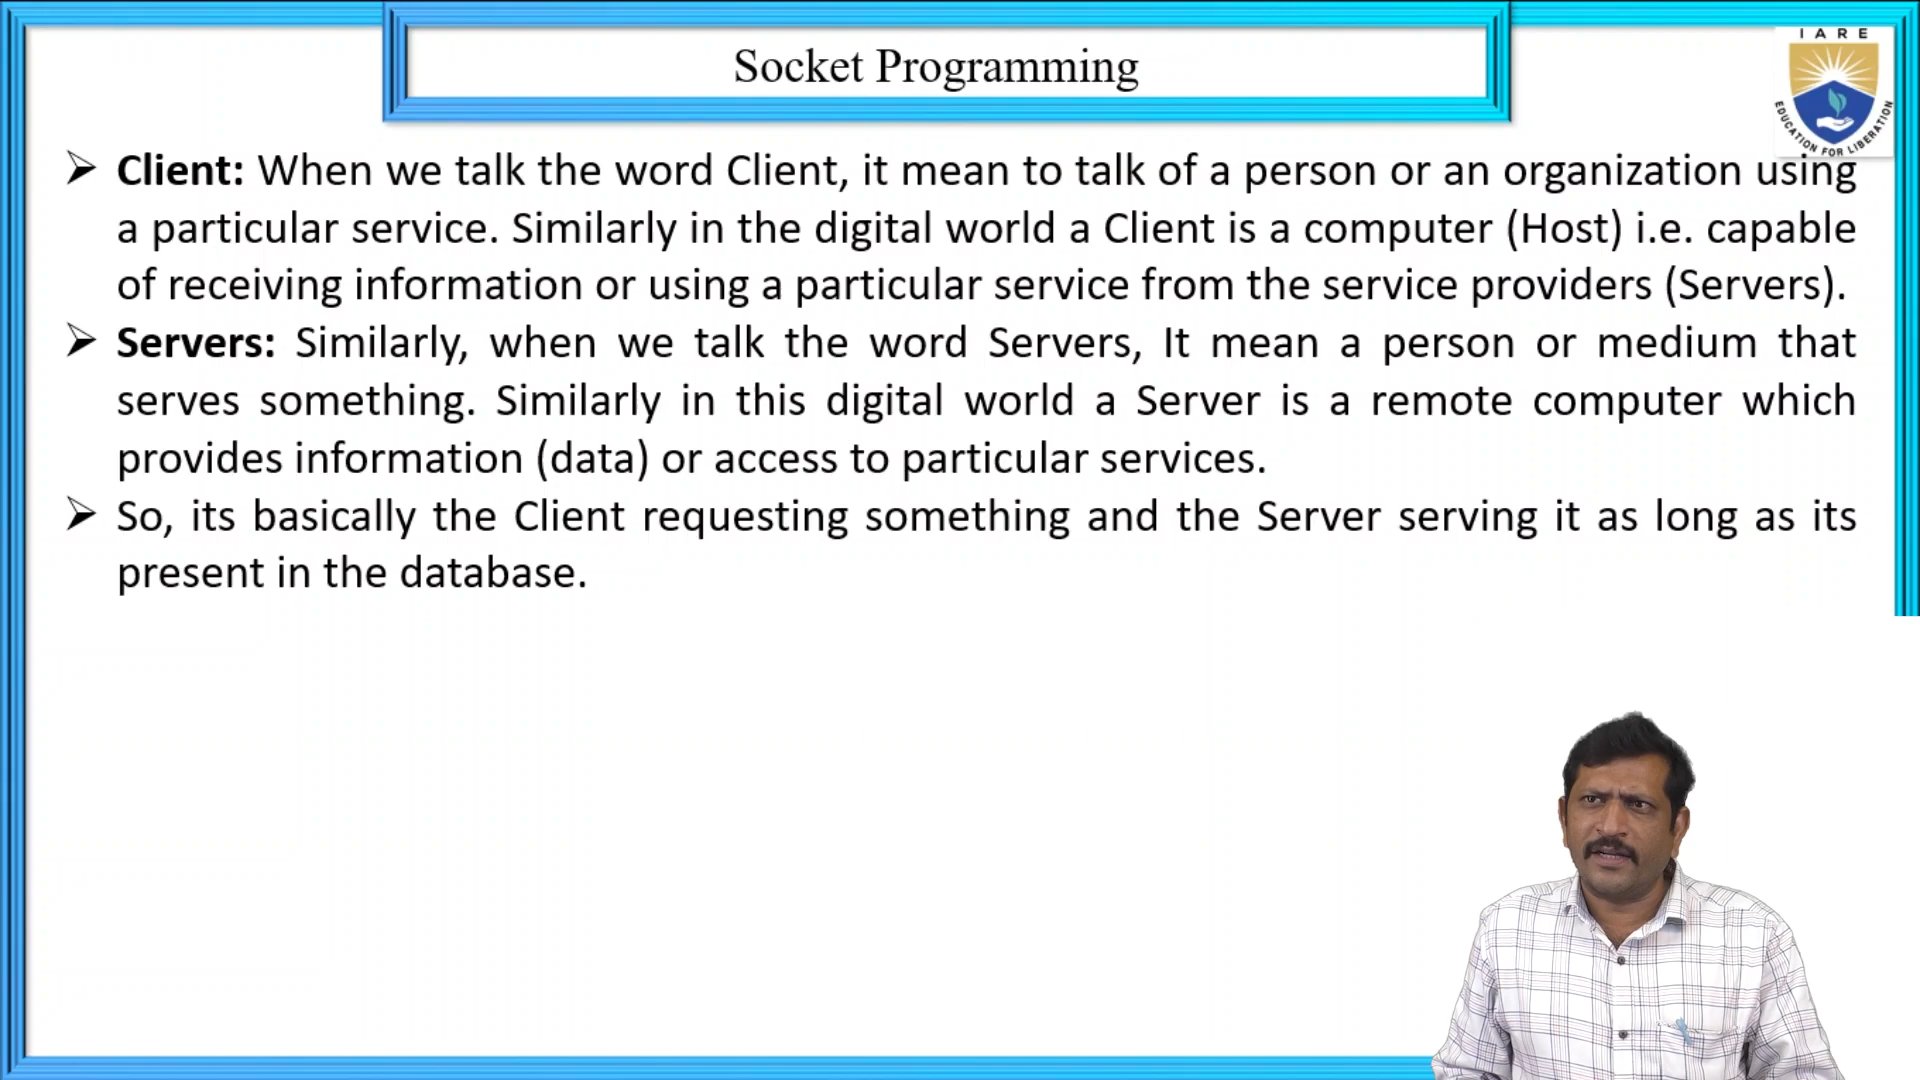 Socket Programming
IARE
EDUCATION FOR LIBERATION
➢ Client: When we talk the word Client, it mean to talk of a person or an organization using
a particular service. Similarly in the digital world a Client is a computer (Host) i.e. capable
of receiving information or using a particular service from the service providers (Servers).
➢ Servers: Similarly, when we talk the word Servers, It mean a person or medium that
serves something. Similarly in this digital world a Server is a remote computer which
provides information (data) or access to particular services.
➢ So, its basically the Client requesting something and the Server serving it as long as its
present in the database.